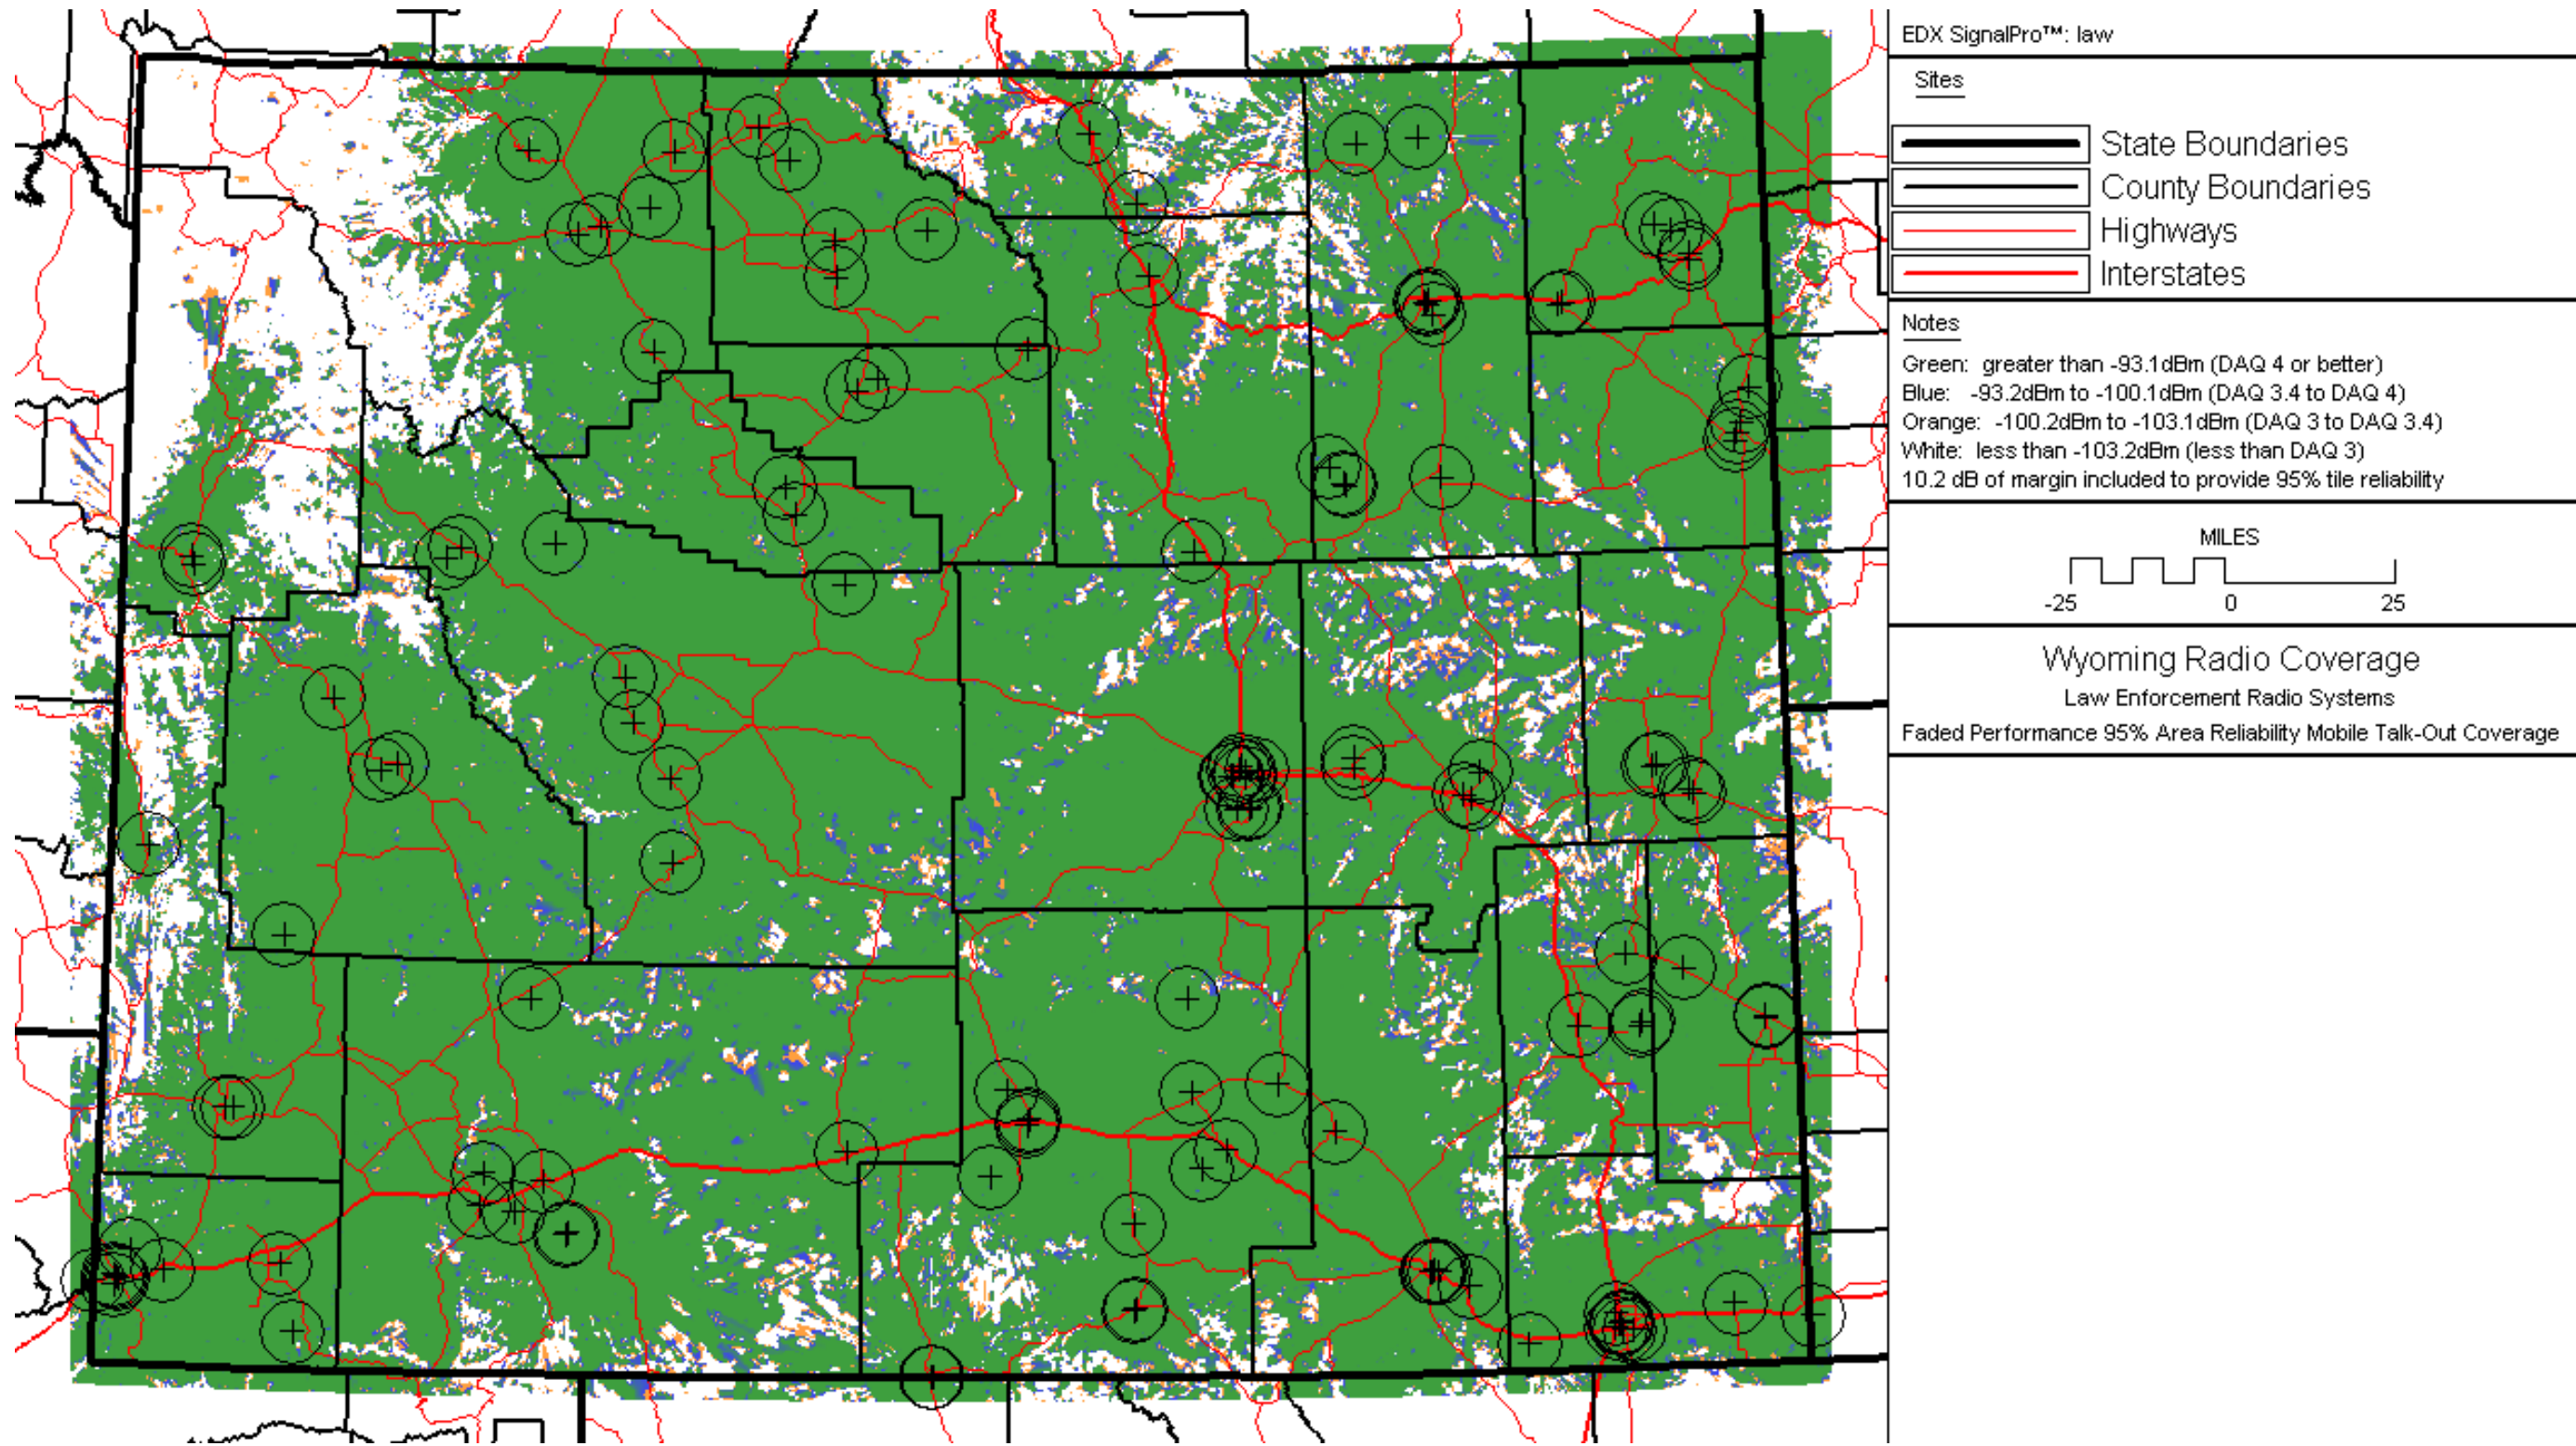 EDX SignalPro™: law
Sites
State Boundaries
County Boundaries
Highways
Interstates
Notes
Green: greater than -93.1dBm (DAQ 4 or better)
Blue: -93.2dBm to -100.1dBm (DAQ 3.4 to DAQ 4)
Orange: -100.2dBm to -103.1dBm (DAQ 3 to DAQ 3.4)
White: less than -103.2dBm (less than DAQ 3)
10.2 dB of margin included to provide 95% tile reliability
MILES
-25 0 25
Wyoming Radio Coverage
Law Enforcement Radio Systems
Faded Performance 95% Area Reliability Mobile Talk-Out Coverage